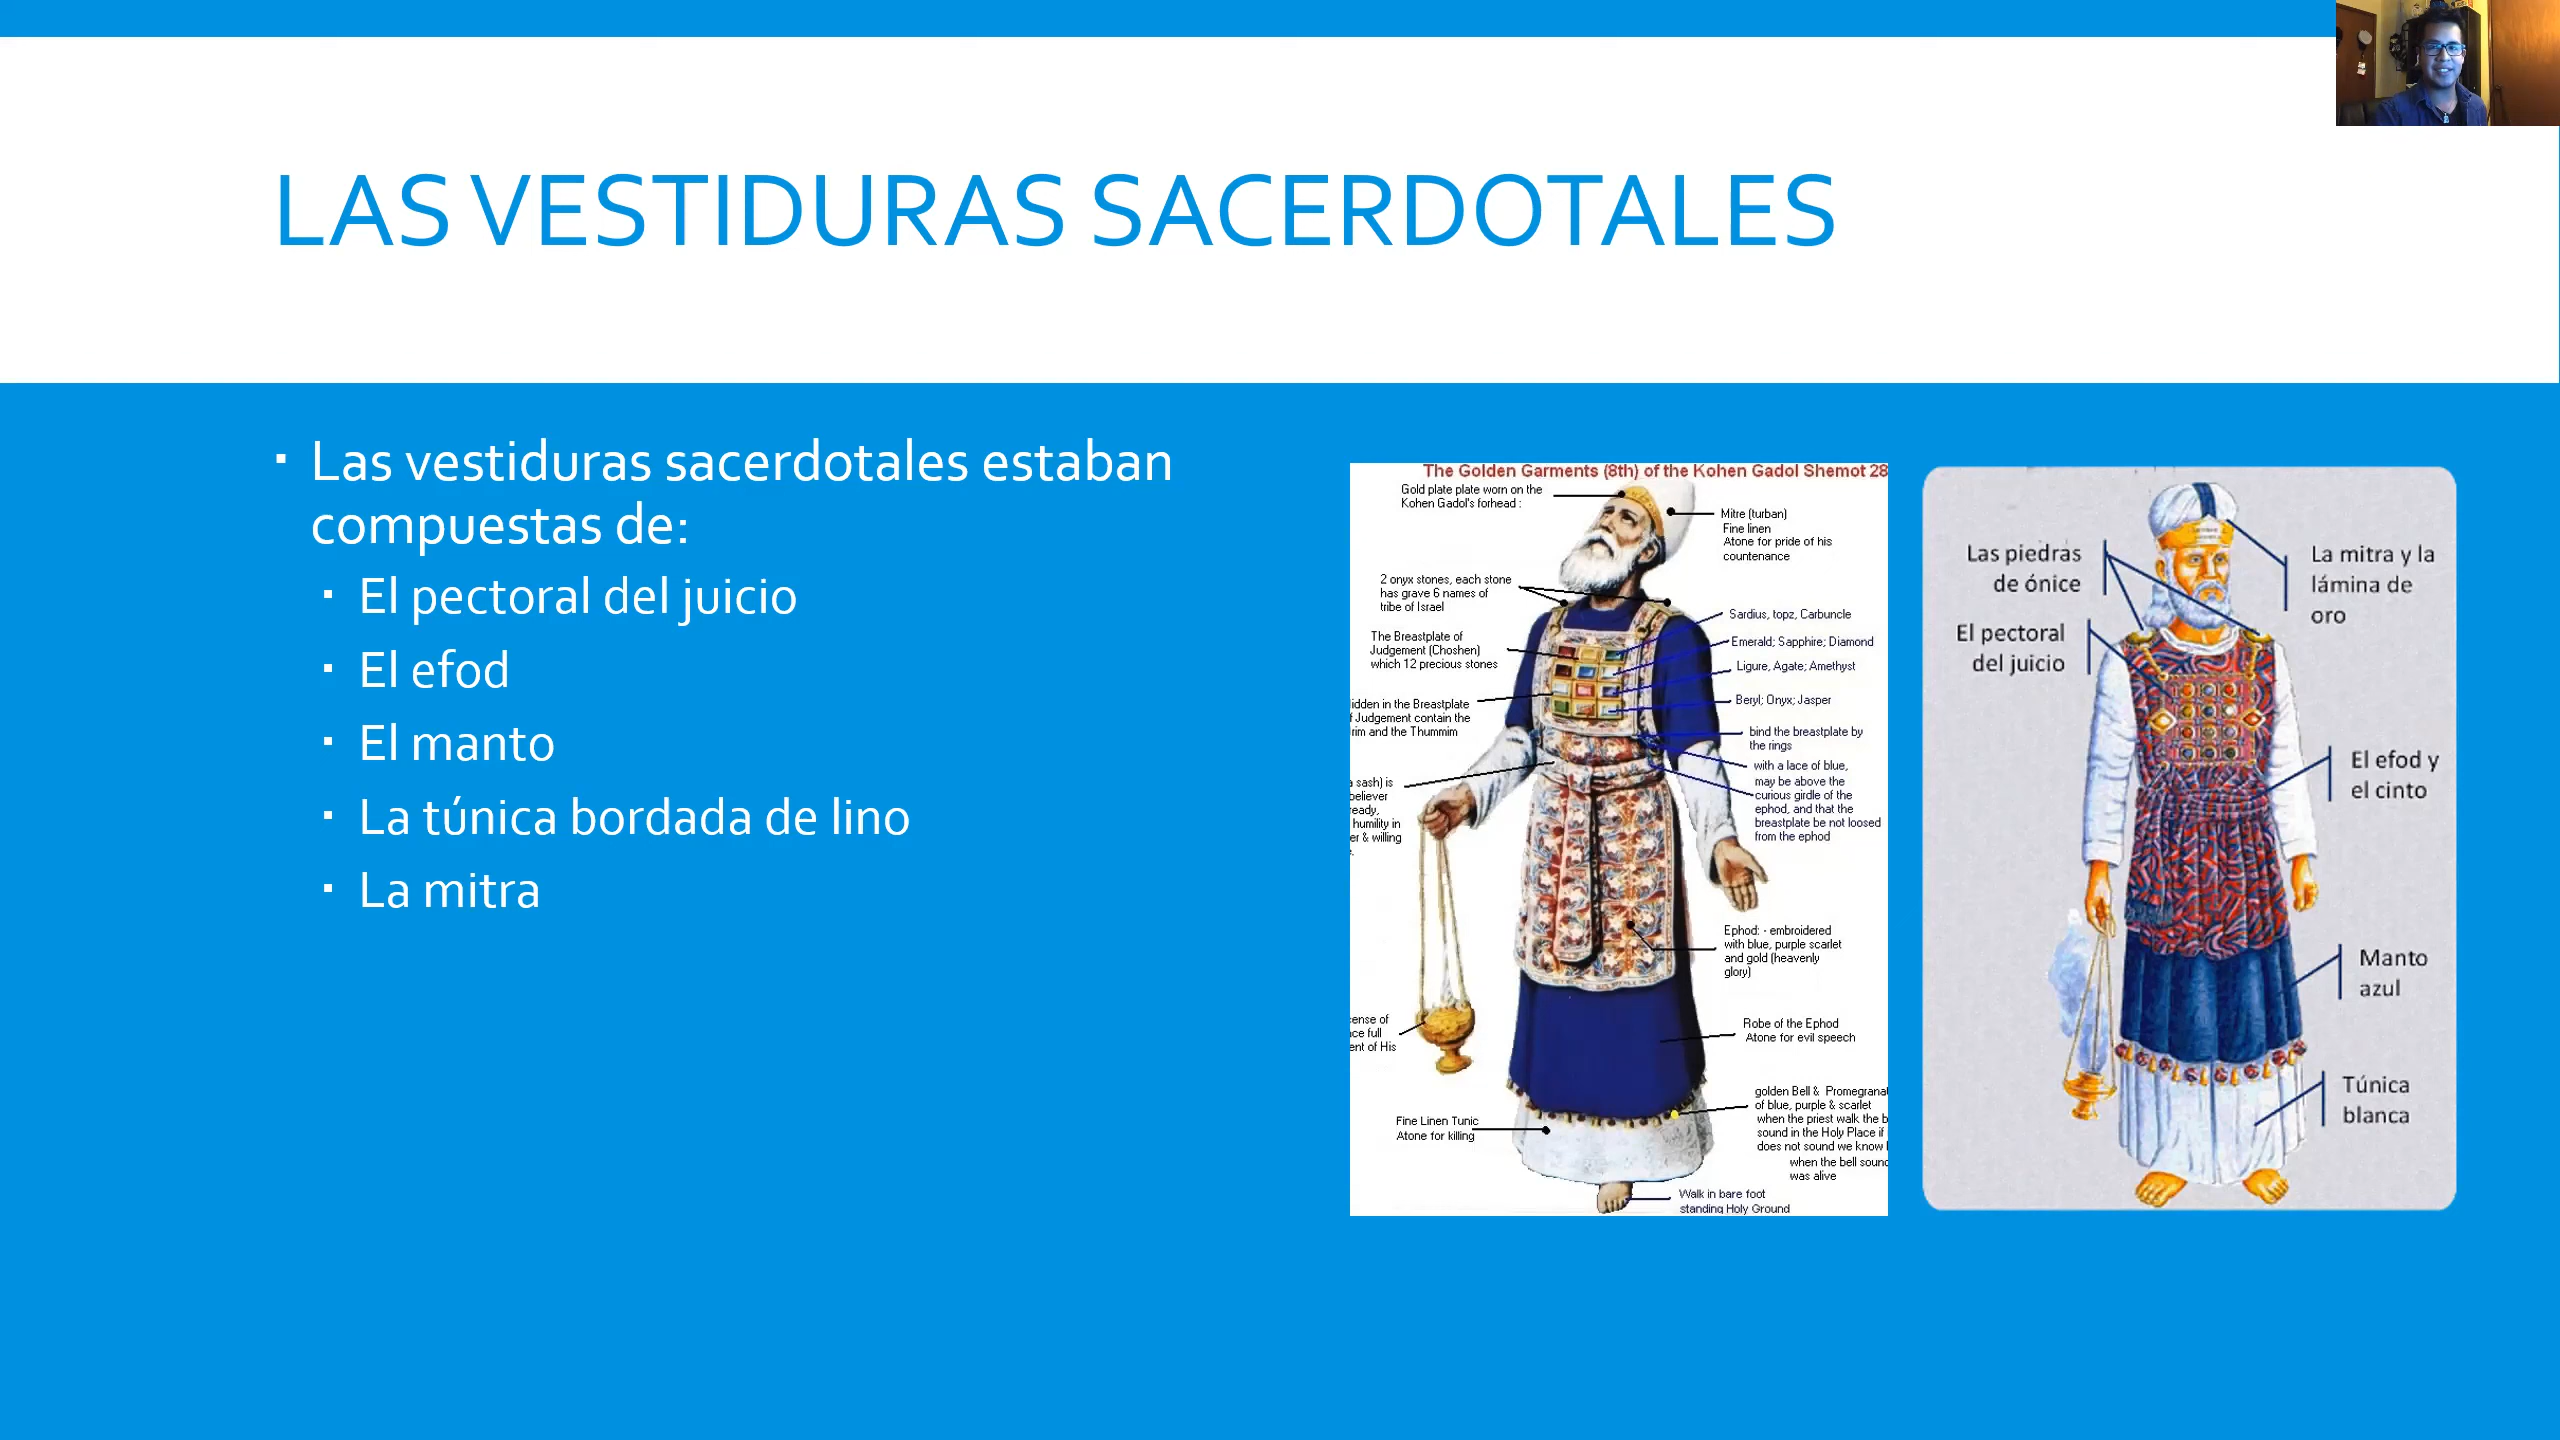 LAS VESTIDURAS SACERDOTALES
Las vestiduras sacerdotales estaban
compuestas de:
El pectoral del juicio
El efod
El manto
La túnica bordada de lino
La mitra
The Golden Garments (8th) of the Kohen Gadol Shemot 28
Gold plate plate worn on the
Kohen Gadol's forhead :
Mitre (turban)
Fine linen
Atone for pride of his
countenance
2 onyx stones, each stone
has grave 6 names of
tribe of Israel
The Breastplate of
Judgement (Choshen)
which 12 precious stones
idden in the Breastplate
f Judgement contain the
rim and the Thummim
a sash) is
believer
ready,
humility in
er & willing
Sardius, topz, Carbuncle
Emerald; Sapphire; Diamond
Ligure, Agate; Amethyst
Beryl; Onyx; Jasper
bind the breastplate by
the rings
with a lace of blue,
may be above the
curious girdle of the
ephod, and that the
breastplate be not loosed
from the ephod
Ephod: - embroidered
with blue, purple scarlet
and gold (heavenly
glory)
cense of
ace full
ent of His
Robe of the Ephod
Atone for evil speech
golden Bell & Promegrana
of blue, purple & scarlet
when the priest walk the b
sound in the Holy Place if
does not sound we know
when the bell soun
was alive
Fine Linen Tunic
Atone for killing
Walk in bare foot
standing Holy Ground
Las piedras
de ónice
La mitra y la
lámina de
oro
El pectoral
del juicio
El efod y
el cinto
Manto
azul
Túnica
blanca